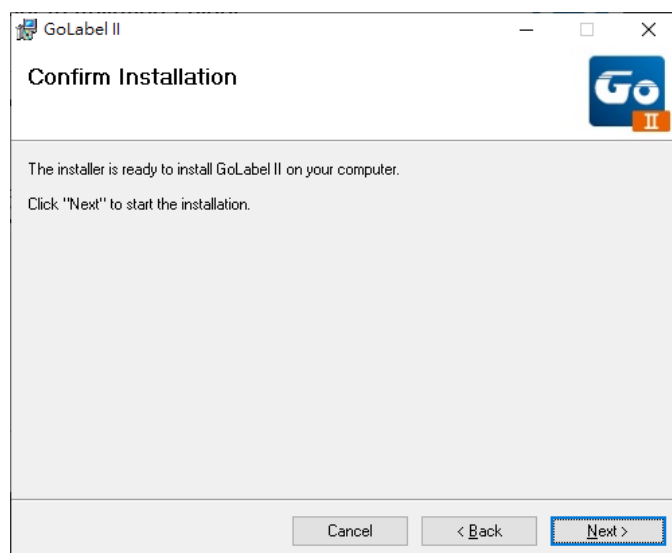 GoLabel II
Confirm Installation
Go
II
The installer is ready to install GoLabel II on your computer.
Click "Next" to start the installation.
Cancel
< Back
Next >